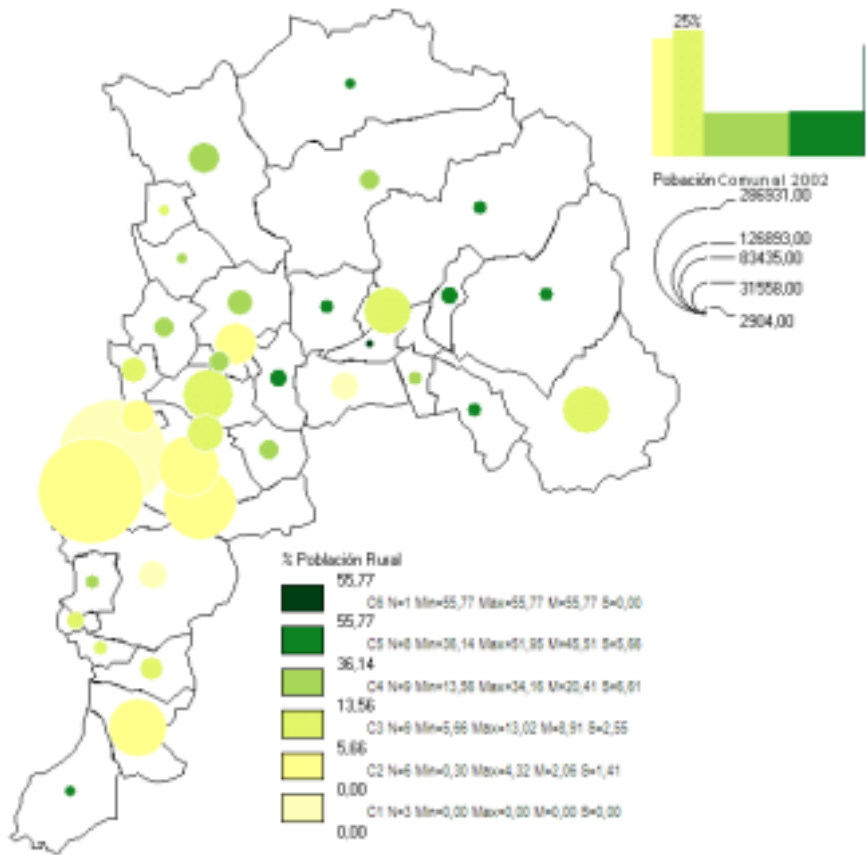 25%
Pobación Comunal 2002
286931,00
126893,00
83435,00
31558,00
2904,00
% Población Rural
55,77
C6 N=1 Min=55,77 Max=55,77 M=55,77 S=0,00
55,77
C5 N=8 Min=36,14 Max=51,95 M=45,51 S=5,66
36,14
C4 N=9 Min=13,56 Max=34,16 M=20,41 S=6,61
13,56
C3 N=9 Min=5,66 Max=13,02 M=8,91 S=2,55
5,66
C2 N=6 Min=0,30 Max=4,32 M=2,06 S=1,41
0,00
C1 N=3 Min=0,00 Max=0,00 M=0,00 S=0,00
0,00